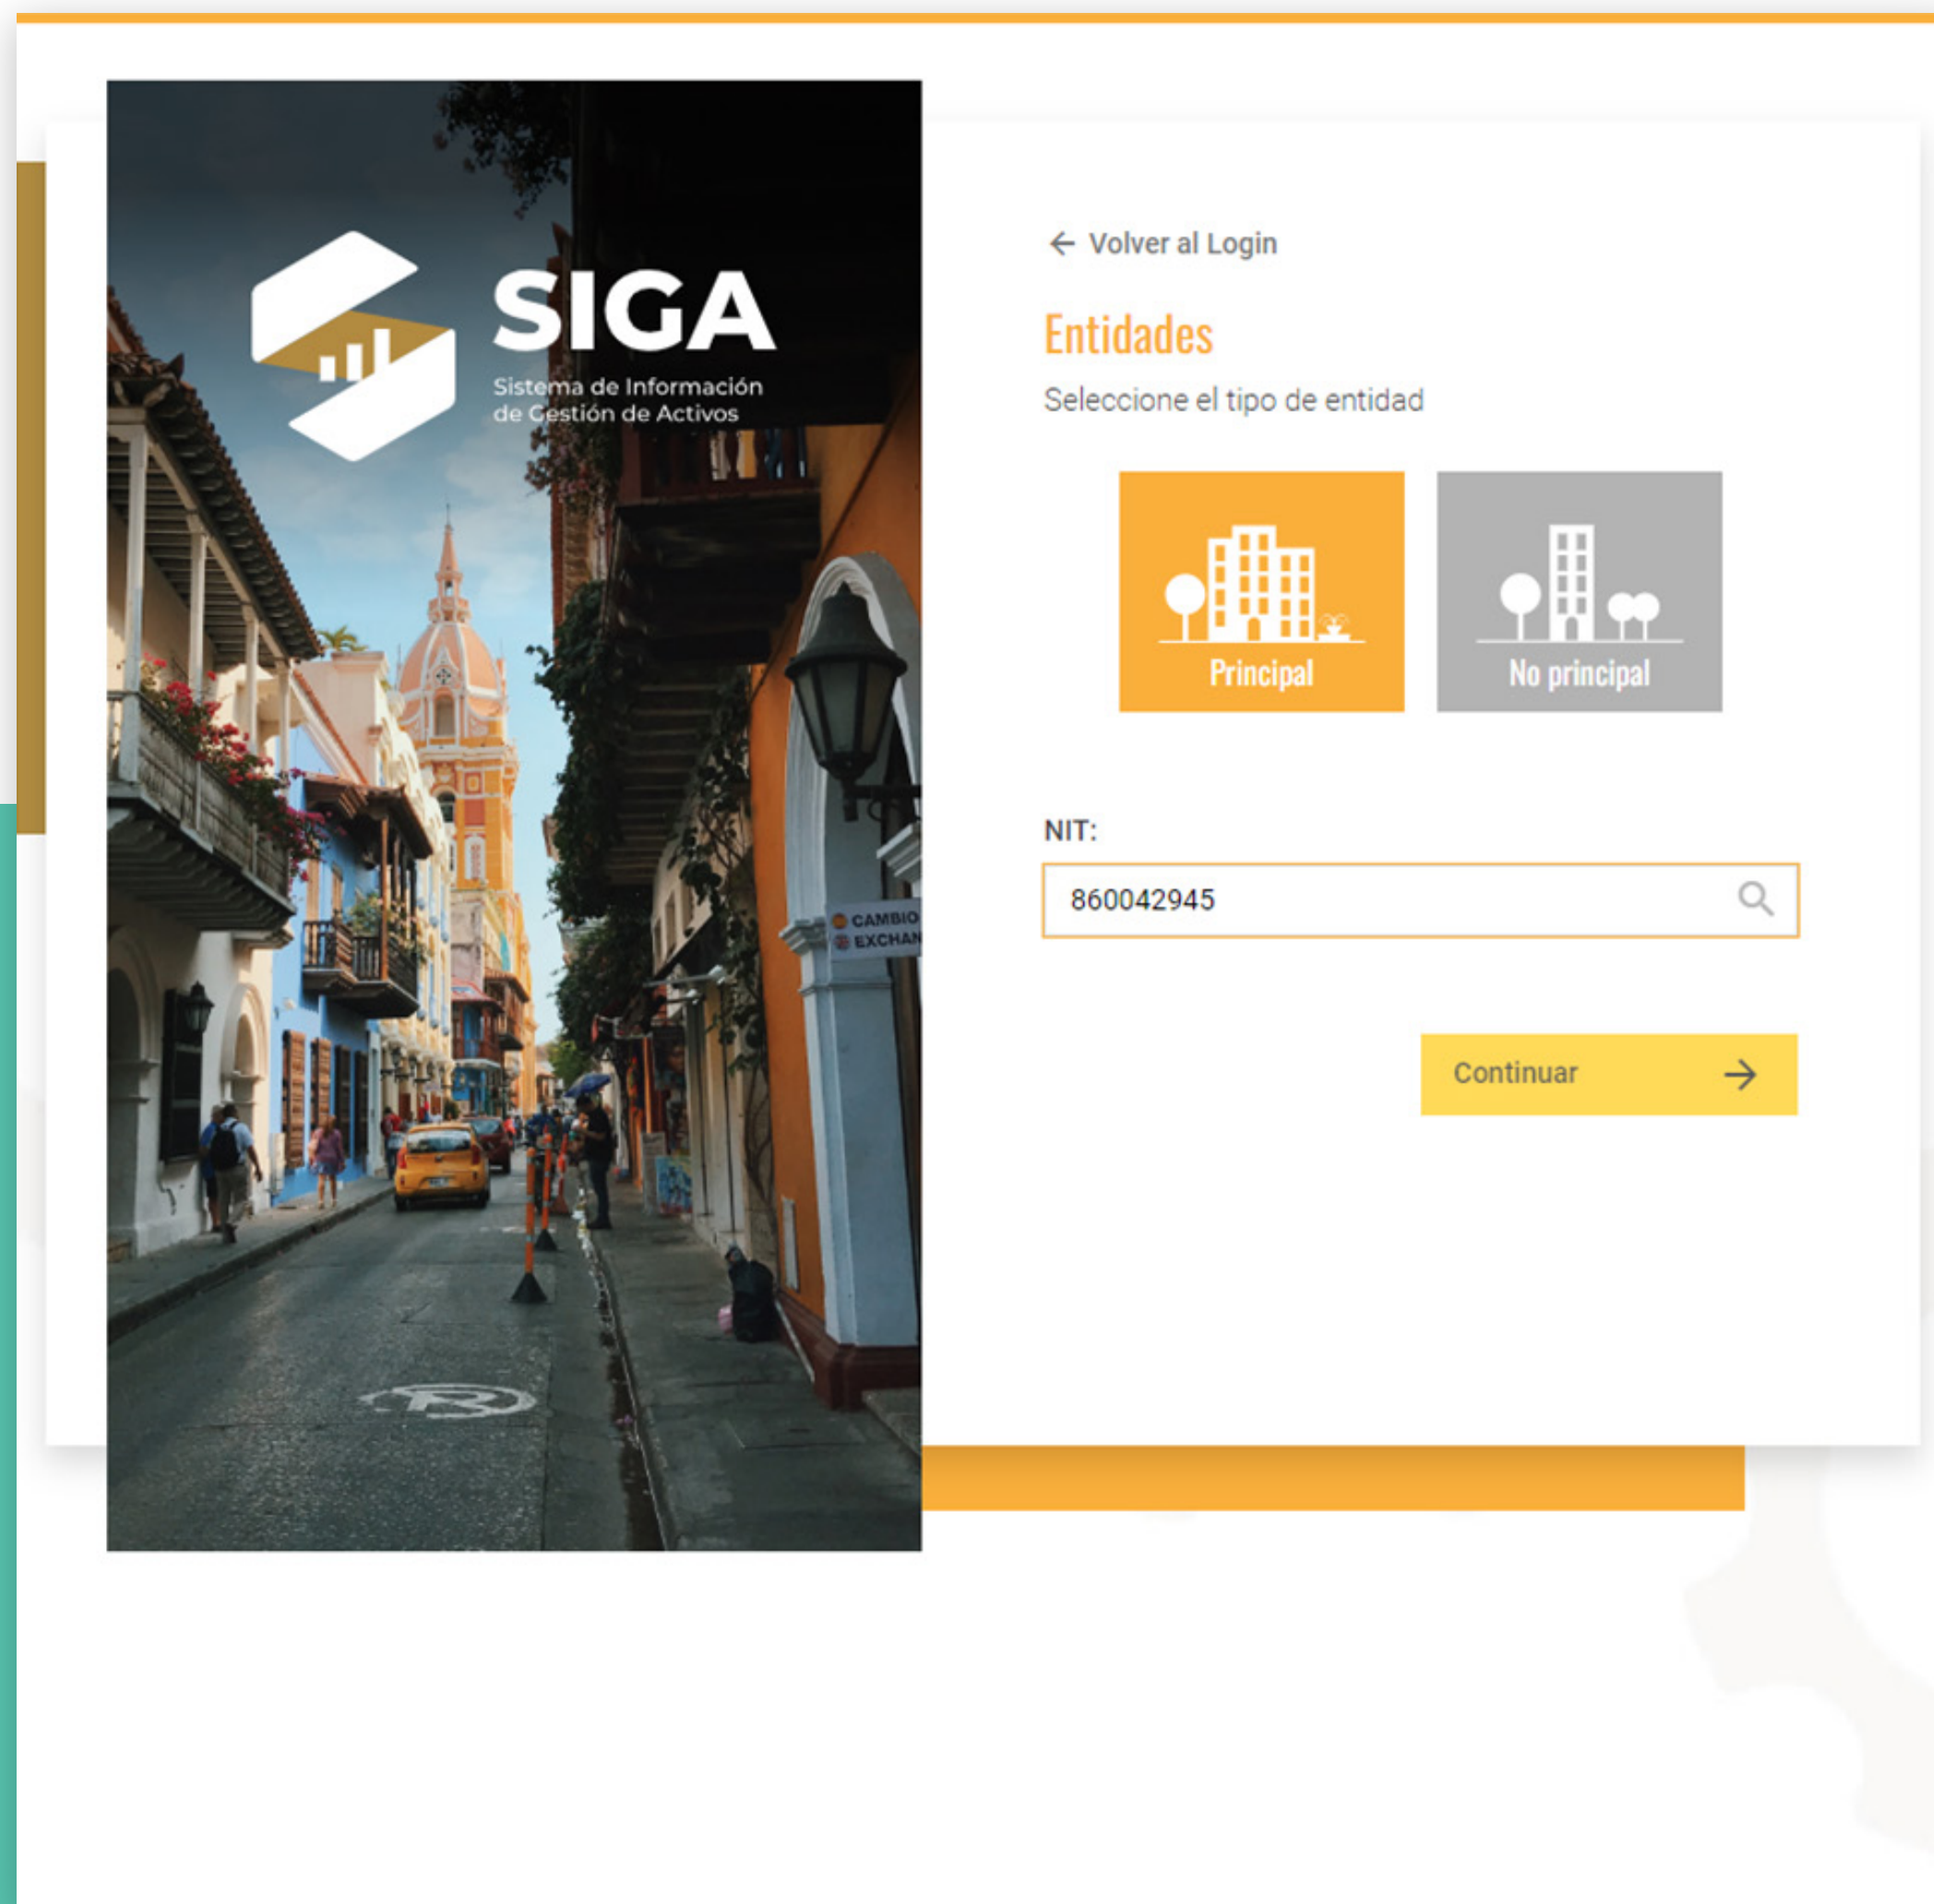 SIGA
Sistema de Información
de Gestión de Activos
CAMBIO
EXCHAN
← Volver al Login
Entidades
Seleccione el tipo de entidad
Principal
No principal
NIT:
860042945
Continuar →